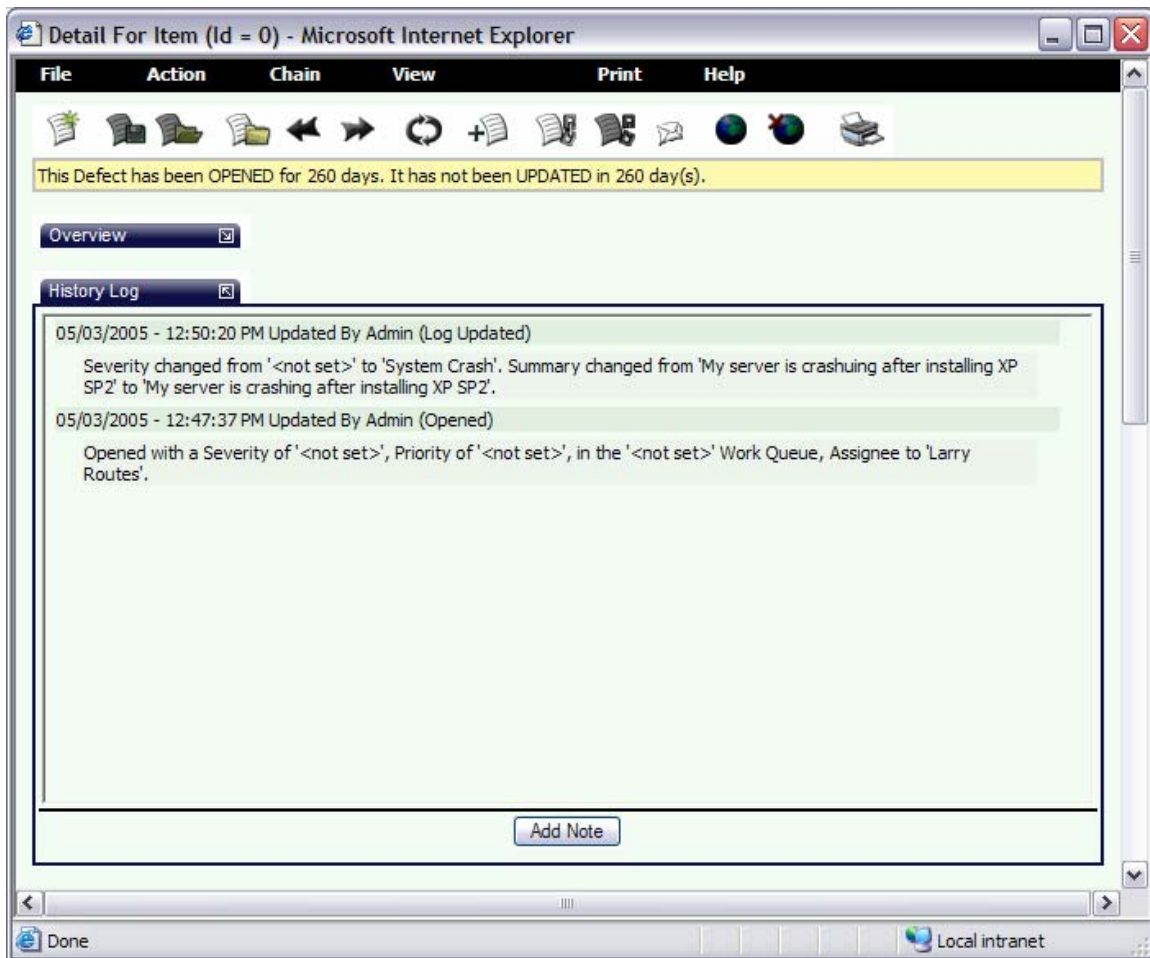 Detail For Item (Id = 0) - Microsoft Internet Explorer
File Action Chain View Print Help
This Defect has been OPENED for 260 days. It has not been UPDATED in 260 day(s).
Overview
History Log
05/03/2005 - 12:50:20 PM Updated By Admin (Log Updated)
Severity changed from '<not set>' to 'System Crash'. Summary changed from 'My server is crashuing after installing XP
SP2' to 'My server is crashing after installing XP SP2'.
05/03/2005 - 12:47:37 PM Updated By Admin (Opened)
Opened with a Severity of '<not set>', Priority of '<not set>', in the '<not set>' Work Queue, Assignee to 'Larry
Routes'.
Add Note
Done
Local intranet